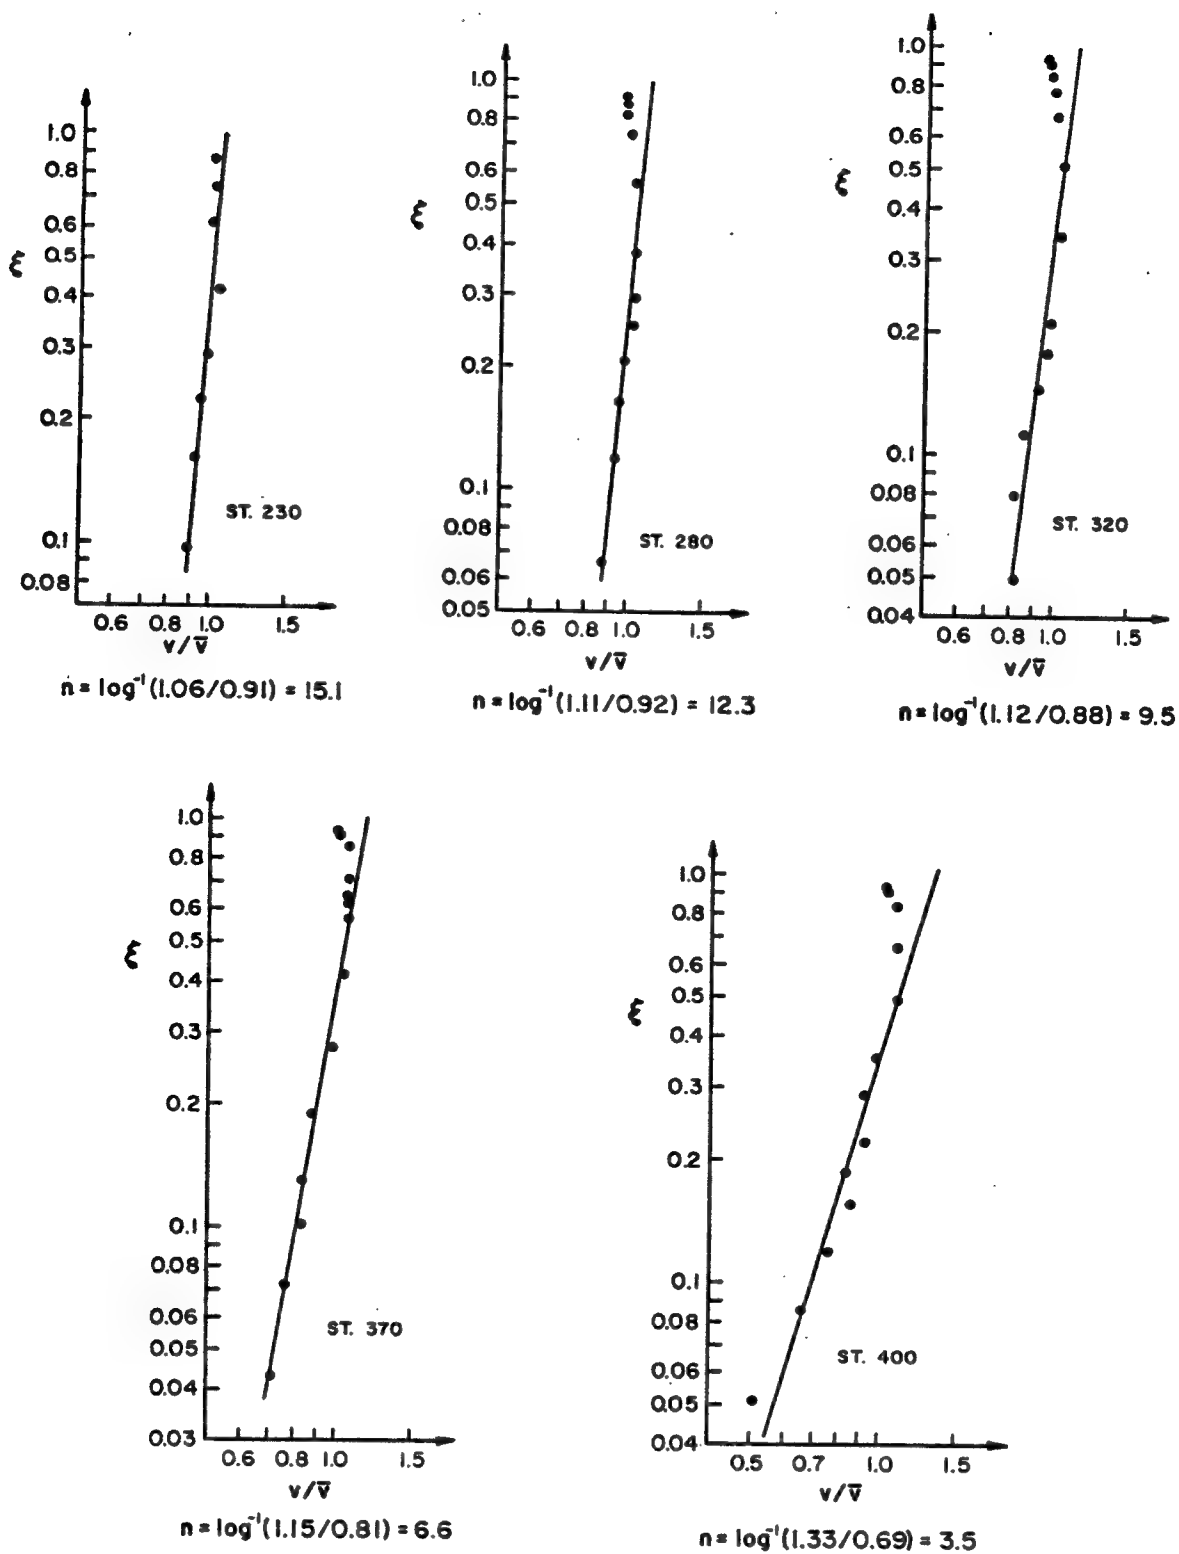 1.0
0.8
0.6
0.5
0.4
0.3
0.2
0.1
0.08
ξ
ST. 230
0.6 0.8 1.0 1.5
v/v̅
n = log⁻¹(1.06/0.91) = 15.1
1.0
0.8
0.6
0.5
0.4
0.3
0.2
0.1
0.08
0.06
0.05
ξ
ST. 280
0.6 0.8 1.0 1.5
v/v̅
n = log⁻¹(1.11/0.92) = 12.3
1.0
0.8
0.6
0.5
0.4
0.3
0.2
0.1
0.08
0.06
0.05
0.04
ξ
ST. 320
0.6 0.8 1.0 1.5
v/v̅
n = log⁻¹(1.12/0.88) = 9.5
1.0
0.8
0.6
0.5
0.4
0.3
0.2
0.1
0.08
0.06
0.05
0.04
0.03
ξ
ST. 370
0.6 0.8 1.0 1.5
v/v̅
n = log⁻¹(1.15/0.81) = 6.6
1.0
0.8
0.6
0.5
0.4
0.3
0.2
0.1
0.08
0.06
0.05
0.04
ξ
ST. 400
0.5 0.7 1.0 1.5
v/v̅
n = log⁻¹(1.33/0.69) = 3.5